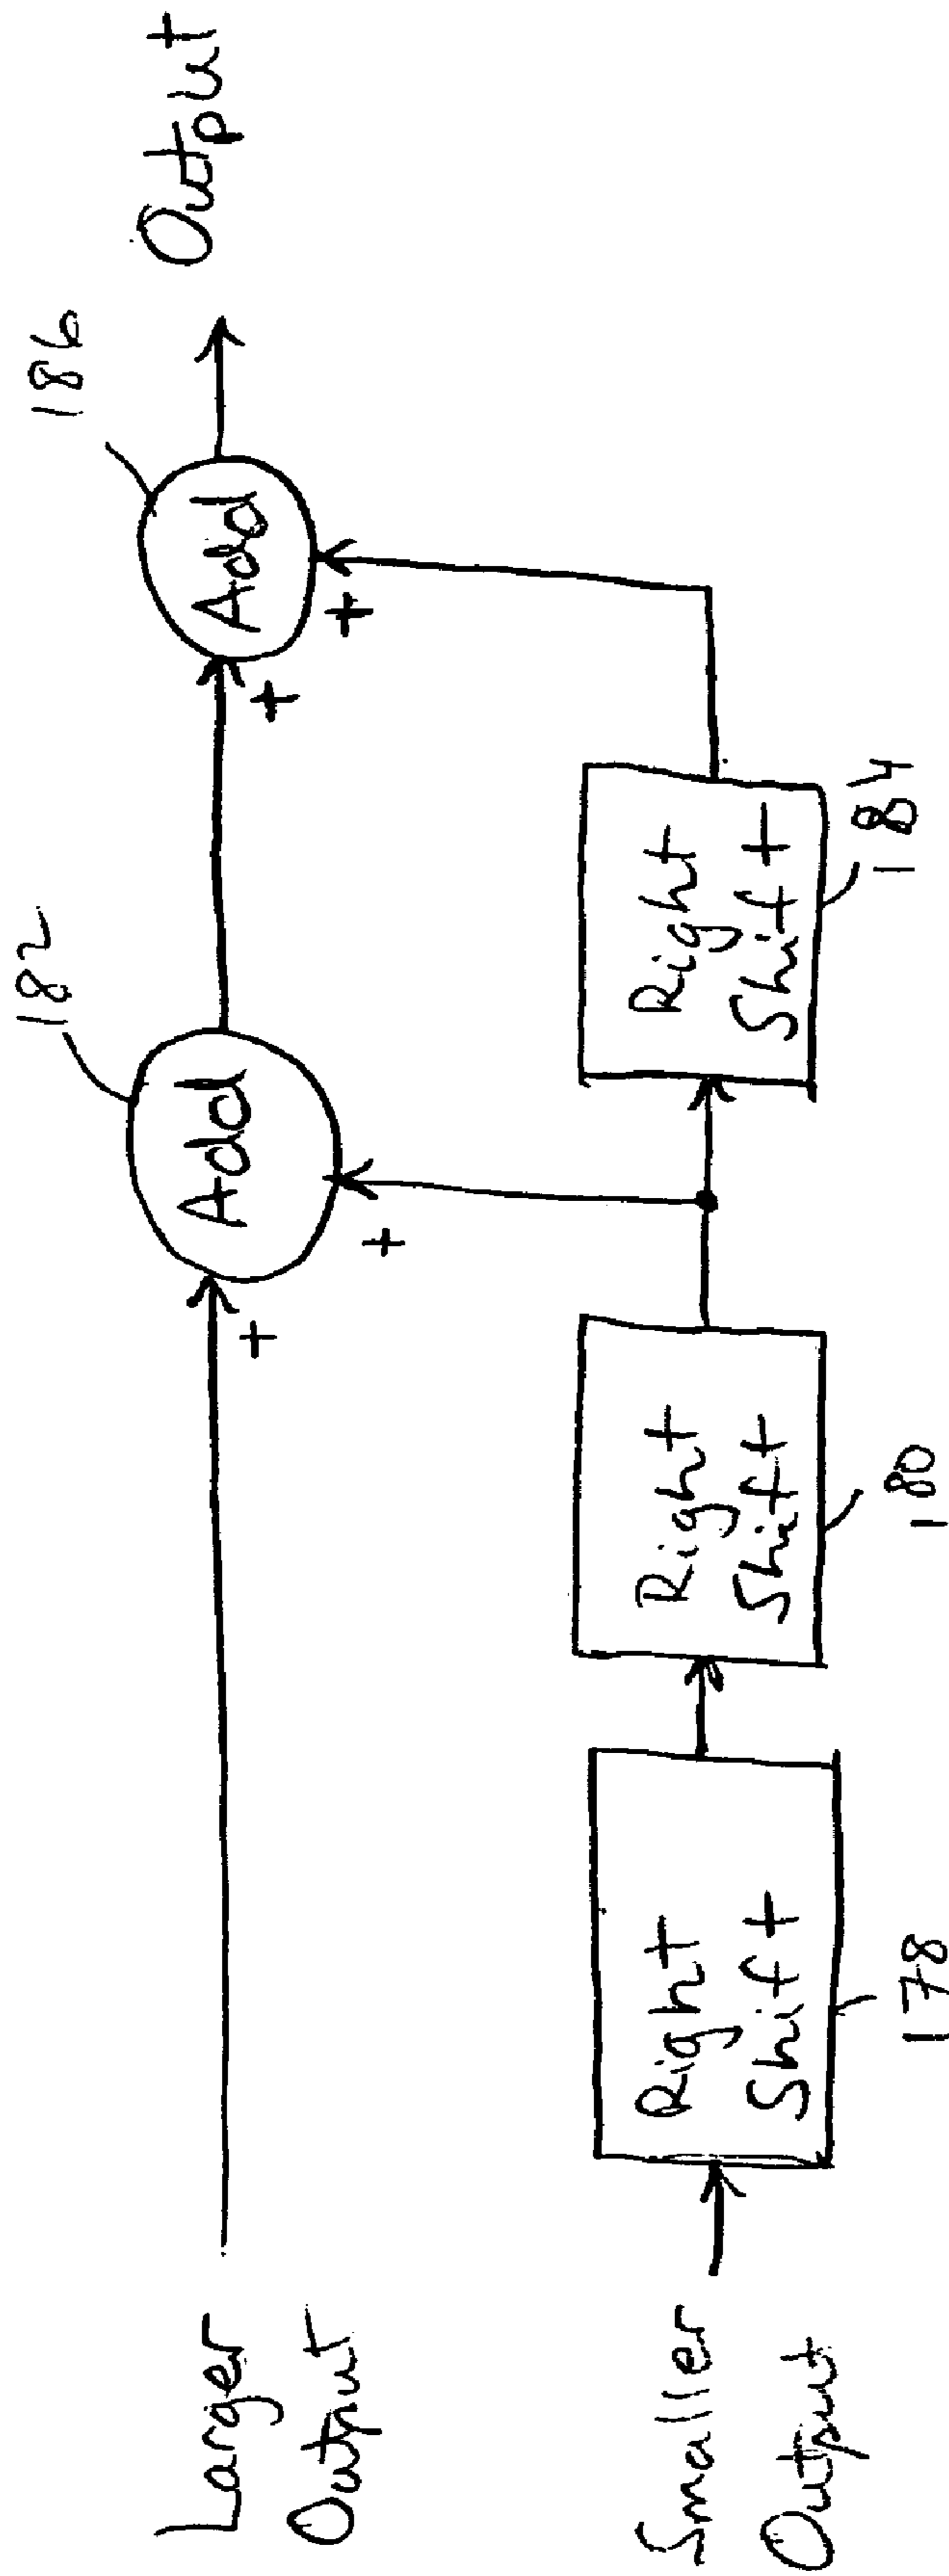 182
186
Larger
Output
+
Add
+
+
Add
+
Output
Smaller
Output
Right
Shift
178
Right
Shift
180
Right
Shift
184